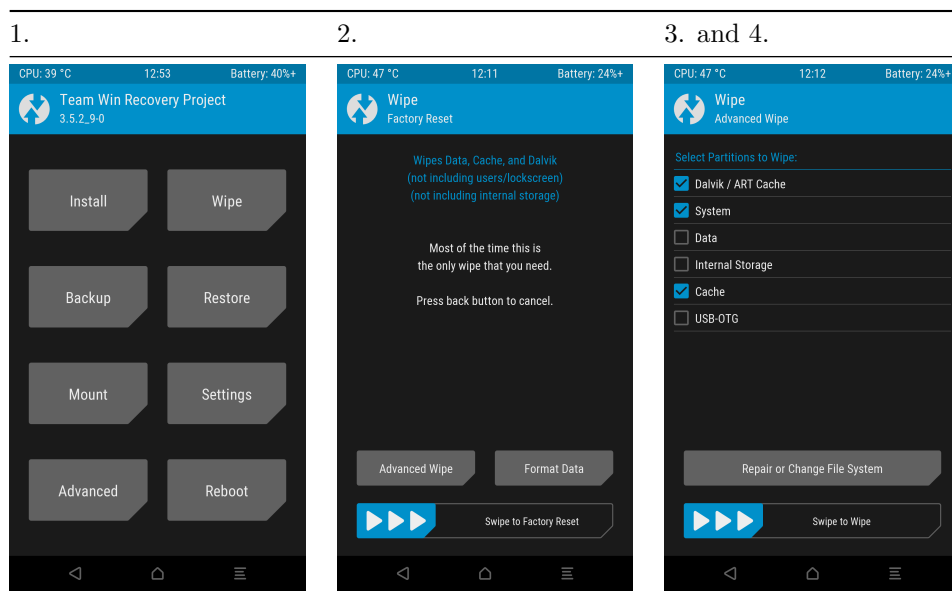 1.
2.
3. and 4.
CPU: 39 °C 12:53 Battery: 40%+
Team Win Recovery Project
3.5.2_9-0
Install Wipe
Backup Restore
Mount Settings
Advanced Reboot
CPU: 47 °C 12:11 Battery: 24%+
Wipe
Factory Reset
Wipes Data, Cache, and Dalvik
(not including users/lockscreen)
(not including internal storage)
Most of the time this is
the only wipe that you need.
Press back button to cancel.
Advanced Wipe Format Data
Swipe to Factory Reset
CPU: 47 °C 12:12 Battery: 24%+
Wipe
Advanced Wipe
Select Partitions to Wipe:
Dalvik / ART Cache
System
Data
Internal Storage
Cache
USB-OTG
Repair or Change File System
Swipe to Wipe